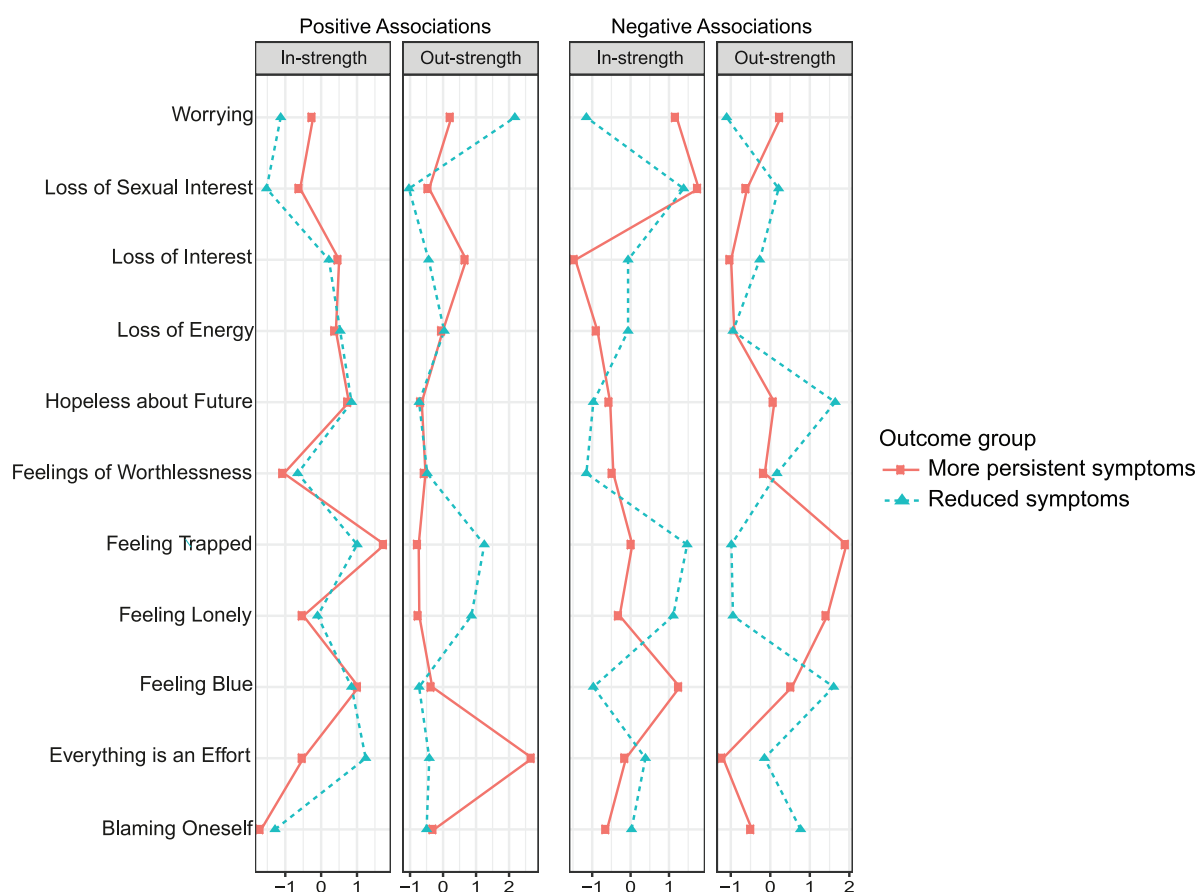 Positive Associations
Negative Associations
In-strength
Out-strength
In-strength
Out-strength
Worrying
Loss of Sexual Interest
Loss of Interest
Loss of Energy
Hopeless about Future
Feelings of Worthlessness
Feeling Trapped
Feeling Lonely
Feeling Blue
Everything is an Effort
Blaming Oneself
Outcome group
More persistent symptoms
Reduced symptoms
−1 0 1
−1 0 1 2
−1 0 1
−1 0 1 2